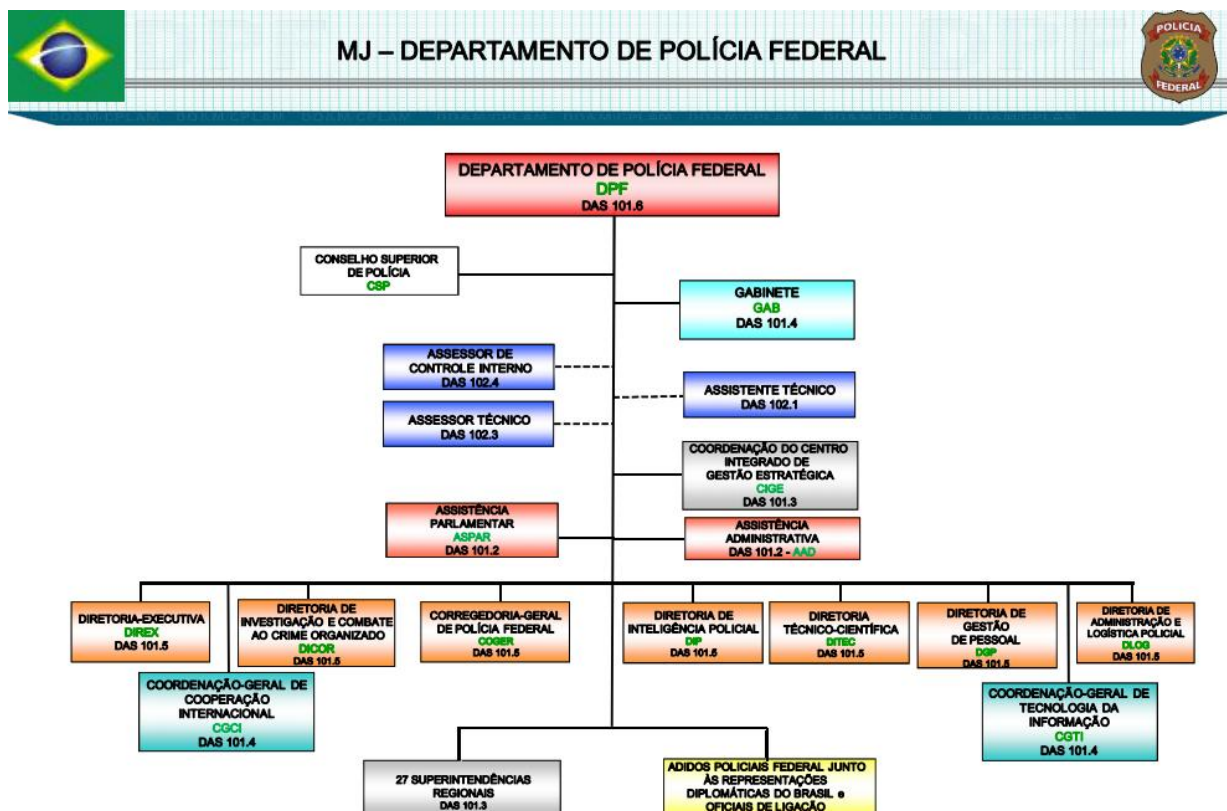 MJ – DEPARTAMENTO DE POLÍCIA FEDERAL
POLICIA
FEDERAL
DEPARTAMENTO DE POLÍCIA FEDERAL
DPF
DAS 101.6
CONSELHO SUPERIOR
DE POLÍCIA
CSP
GABINETE
GAB
DAS 101.4
ASSESSOR DE
CONTROLE INTERNO
DAS 102.4
ASSISTENTE TÉCNICO
DAS 102.1
ASSESSOR TÉCNICO
DAS 102.3
COORDENAÇÃO DO CENTRO
INTEGRADO DE
GESTÃO ESTRATÉGICA
CIGE
DAS 101.3
ASSISTÊNCIA
PARLAMENTAR
ASPAR
DAS 101.2
ASSISTÊNCIA
ADMINISTRATIVA
DAS 101.2 - AAD
DIRETORIA-EXECUTIVA
DIREX
DAS 101.5
DIRETORIA DE
INVESTIGAÇÃO E COMBATE
AO CRIME ORGANIZADO
DICOR
DAS 101.5
CORREGEDORIA-GERAL
DE POLÍCIA FEDERAL
COGER
DAS 101.5
DIRETORIA DE
INTELIGÊNCIA POLICIAL
DIP
DAS 101.5
DIRETORIA
TÉCNICO-CIENTÍFICA
DITEC
DAS 101.5
DIRETORIA DE
GESTÃO
DE PESSOAL
DGP
DAS 101.5
DIRETORIA DE
ADMINISTRAÇÃO E
LOGÍSTICA POLICIAL
DLOG
DAS 101.5
COORDENAÇÃO-GERAL DE
COOPERAÇÃO
INTERNACIONAL
CGCI
DAS 101.4
COORDENAÇÃO-GERAL DE
TECNOLOGIA DA
INFORMAÇÃO
CGTI
DAS 101.4
27 SUPERINTENDÊNCIAS
REGIONAIS
DAS 101.3
ADIDOS POLICIAIS FEDERAL JUNTO
ÀS REPRESENTAÇÕES
DIPLOMÁTICAS DO BRASIL e
OFICIAIS DE LIGAÇÃO